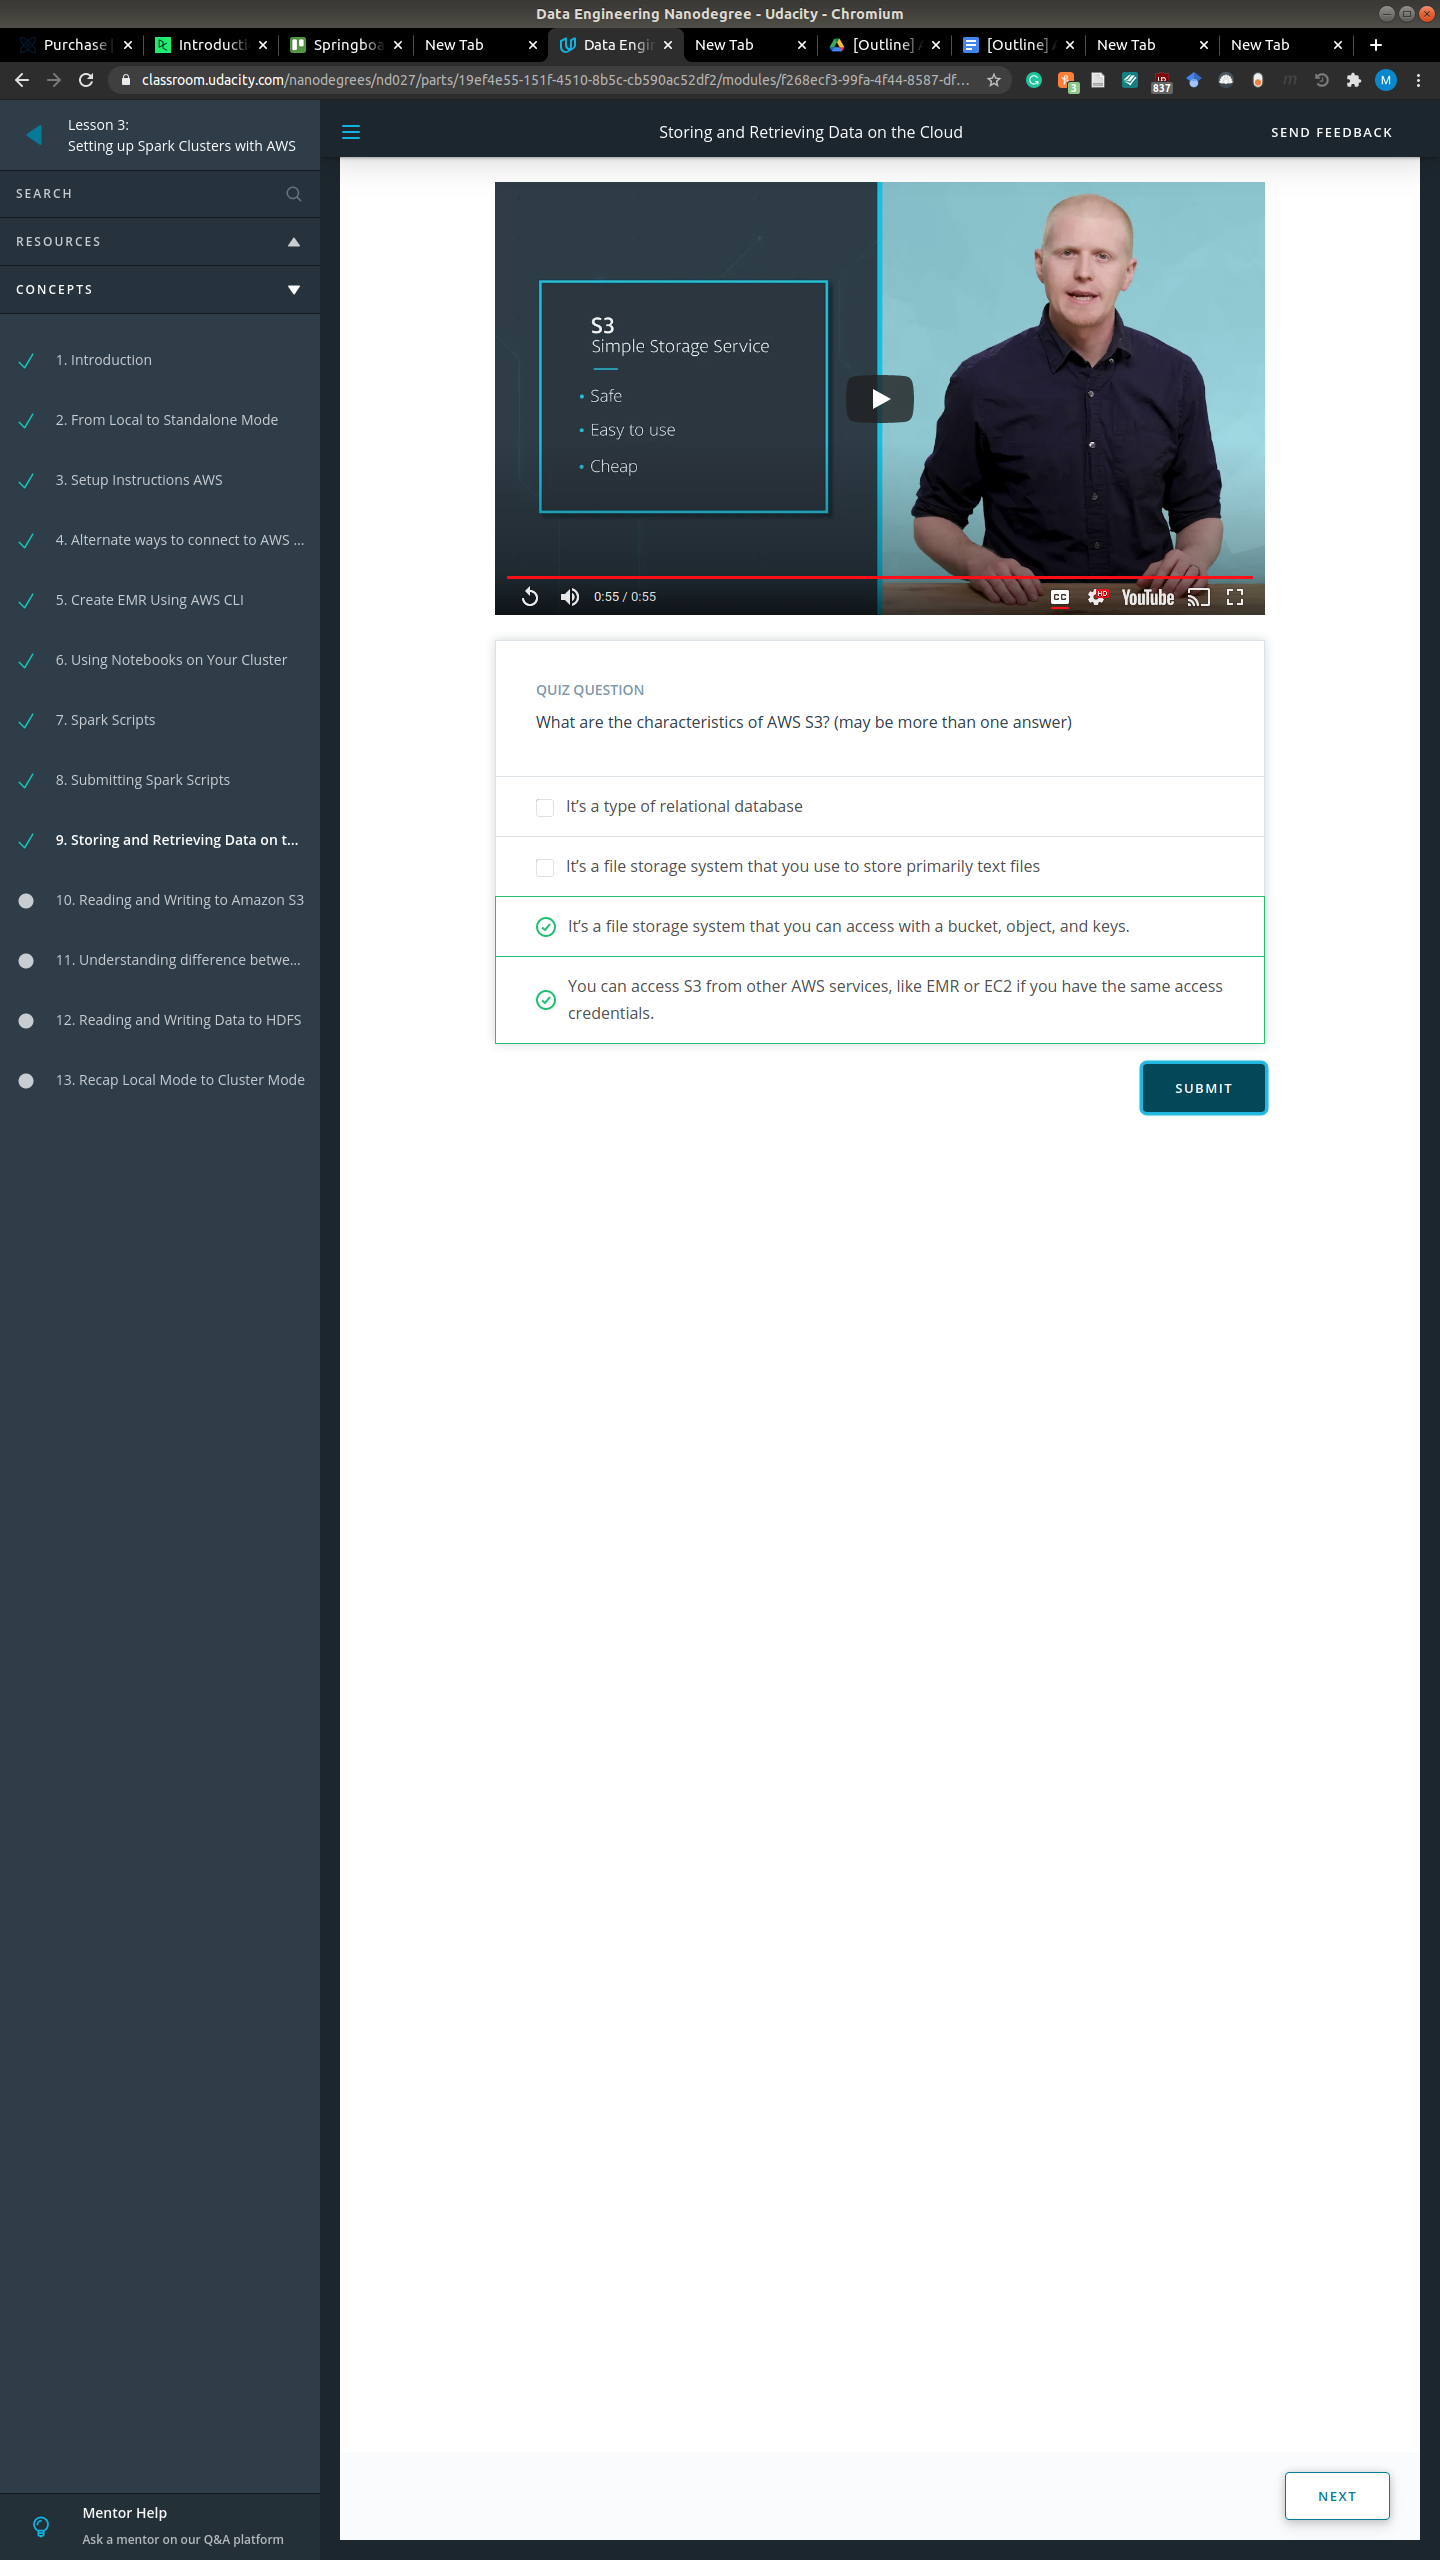 Data Engineering Nanodegree - Udacity - Chromium
Purchase
Introducti
Springboa
New Tab
Data Engin
New Tab
[Outline]
[Outline]
New Tab
New Tab
classroom.udacity.com/nanodegrees/nd027/parts/19ef4e55-151f-4510-8b5c-cb590ac52df2/modules/f268ecf3-99fa-4f44-8587-df...
3
837
M
Lesson 3:
Setting up Spark Clusters with AWS
Storing and Retrieving Data on the Cloud
SEND FEEDBACK
SEARCH
RESOURCES
CONCEPTS
1. Introduction
2. From Local to Standalone Mode
3. Setup Instructions AWS
4. Alternate ways to connect to AWS ...
5. Create EMR Using AWS CLI
6. Using Notebooks on Your Cluster
7. Spark Scripts
8. Submitting Spark Scripts
9. Storing and Retrieving Data on t...
10. Reading and Writing to Amazon S3
11. Understanding difference betwe...
12. Reading and Writing Data to HDFS
13. Recap Local Mode to Cluster Mode
S3
Simple Storage Service
• Safe
• Easy to use
• Cheap
0:55 / 0:55
CC
HD
YouTube
QUIZ QUESTION
What are the characteristics of AWS S3? (may be more than one answer)
It’s a type of relational database
It’s a file storage system that you use to store primarily text files
It’s a file storage system that you can access with a bucket, object, and keys.
You can access S3 from other AWS services, like EMR or EC2 if you have the same access
credentials.
SUBMIT
NEXT
Mentor Help
Ask a mentor on our Q&A platform